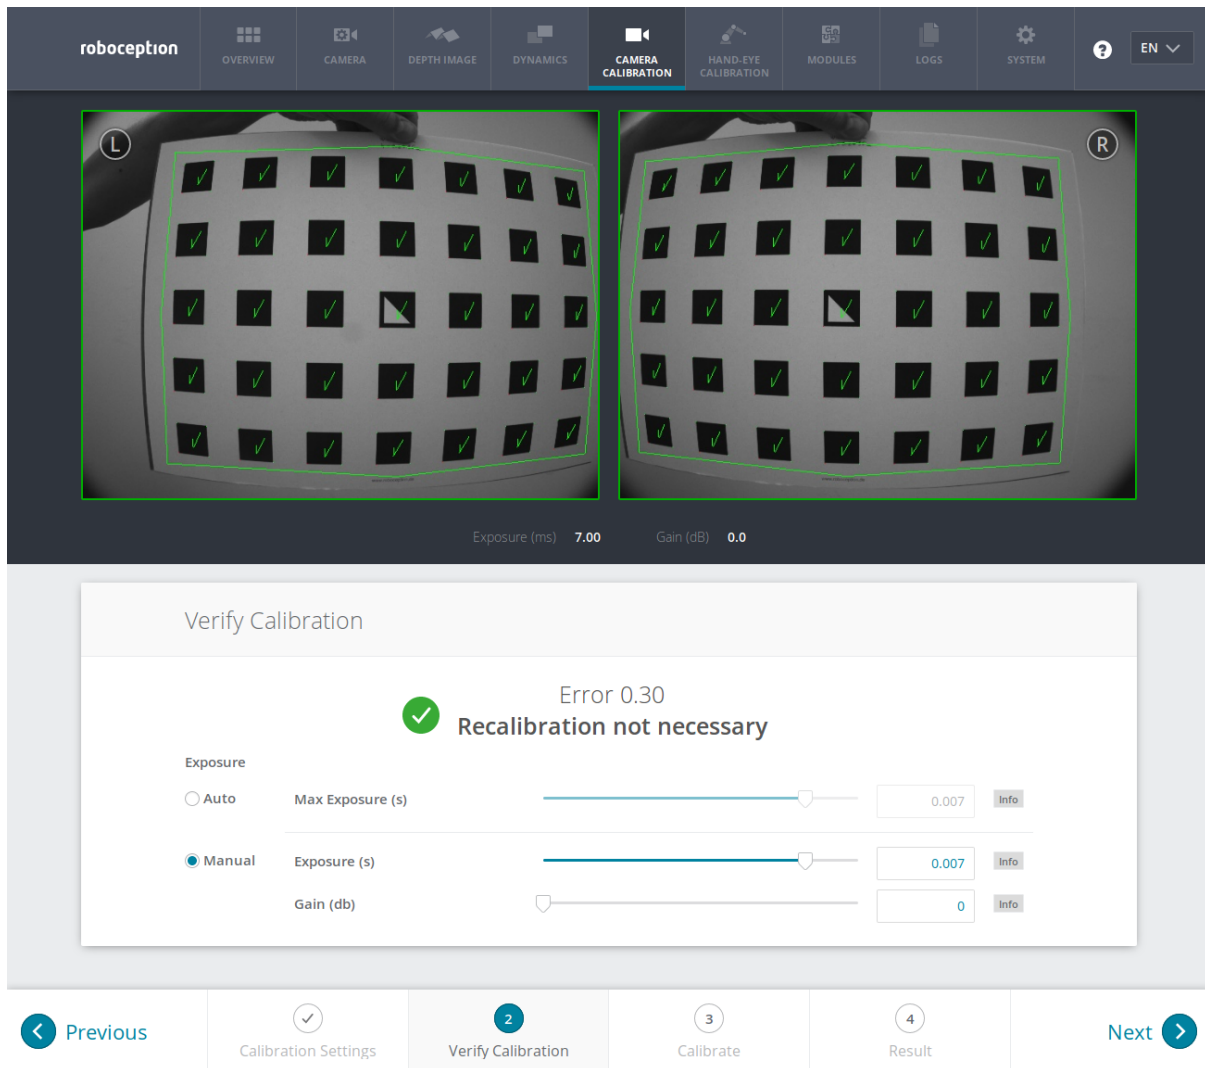 roboception
OVERVIEW
CAMERA
DEPTH IMAGE
DYNAMICS
CAMERA
CALIBRATION
HAND-EYE
CALIBRATION
MODULES
LOGS
SYSTEM
?
EN
L
R
Exposure (ms) 7.00 Gain (dB) 0.0
Verify Calibration
Error 0.30
Recalibration not necessary
Exposure
Auto Max Exposure (s) 0.007 Info
Manual Exposure (s) 0.007 Info
Gain (db) 0 Info
Previous
Calibration Settings
2
Verify Calibration
3
Calibrate
4
Result
Next